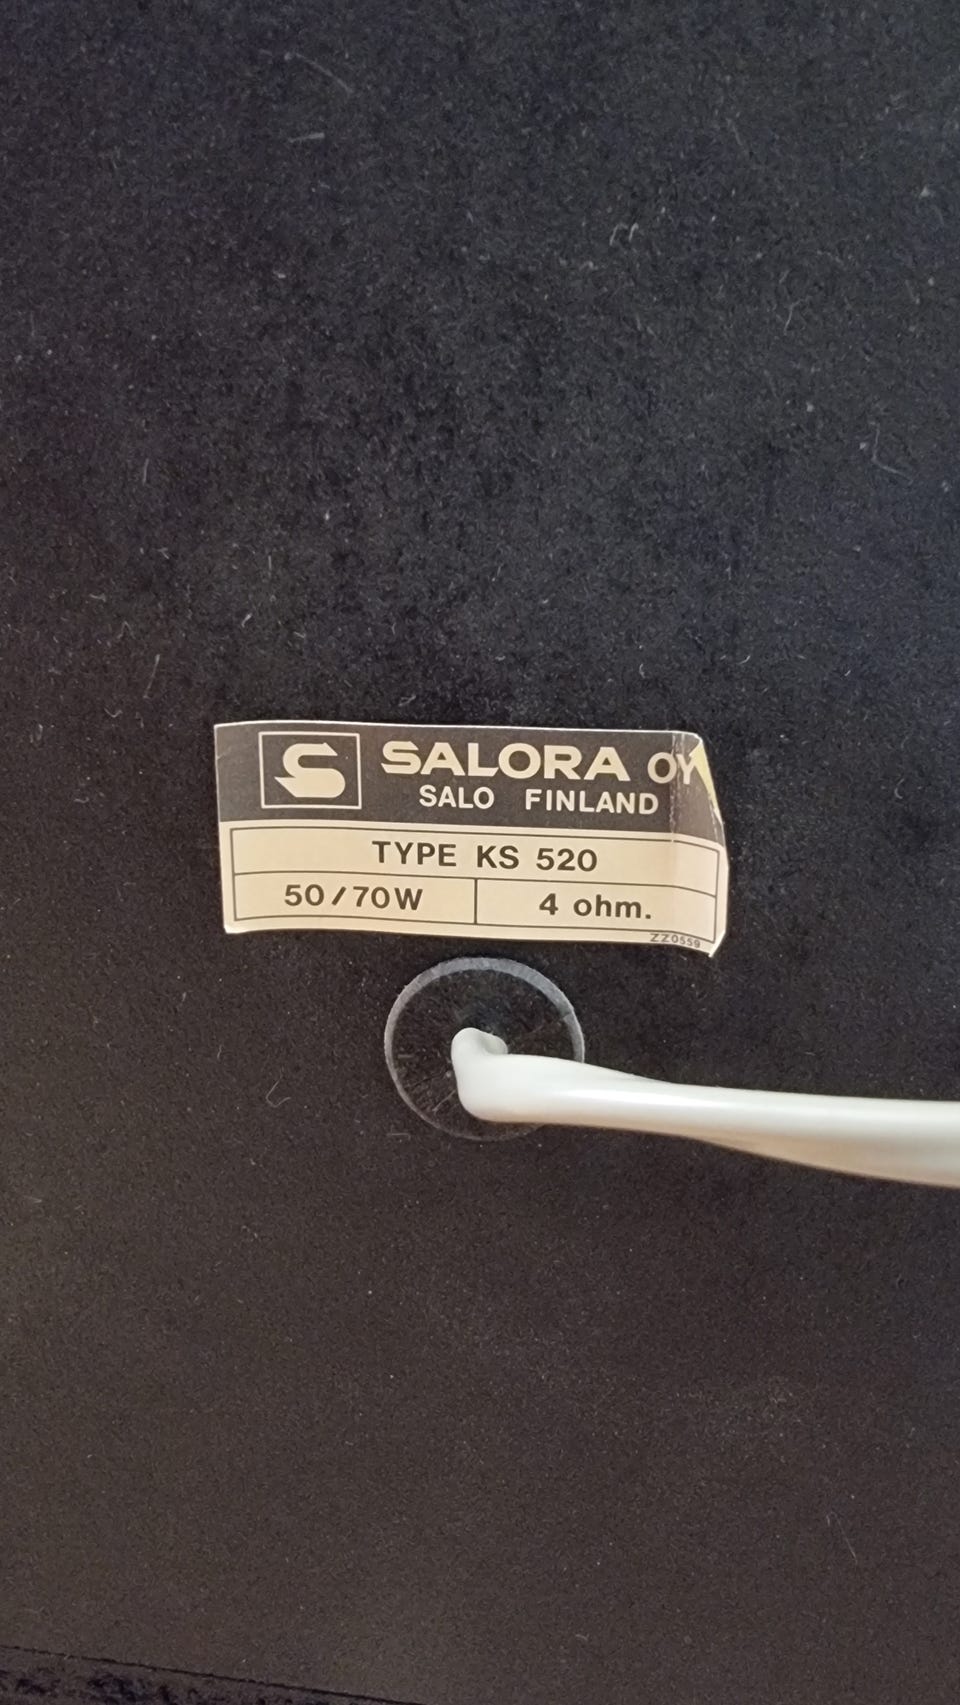 S SALORA OY
SALO FINLAND
TYPE KS 520
50/70W 4 ohm.
ZZ0559